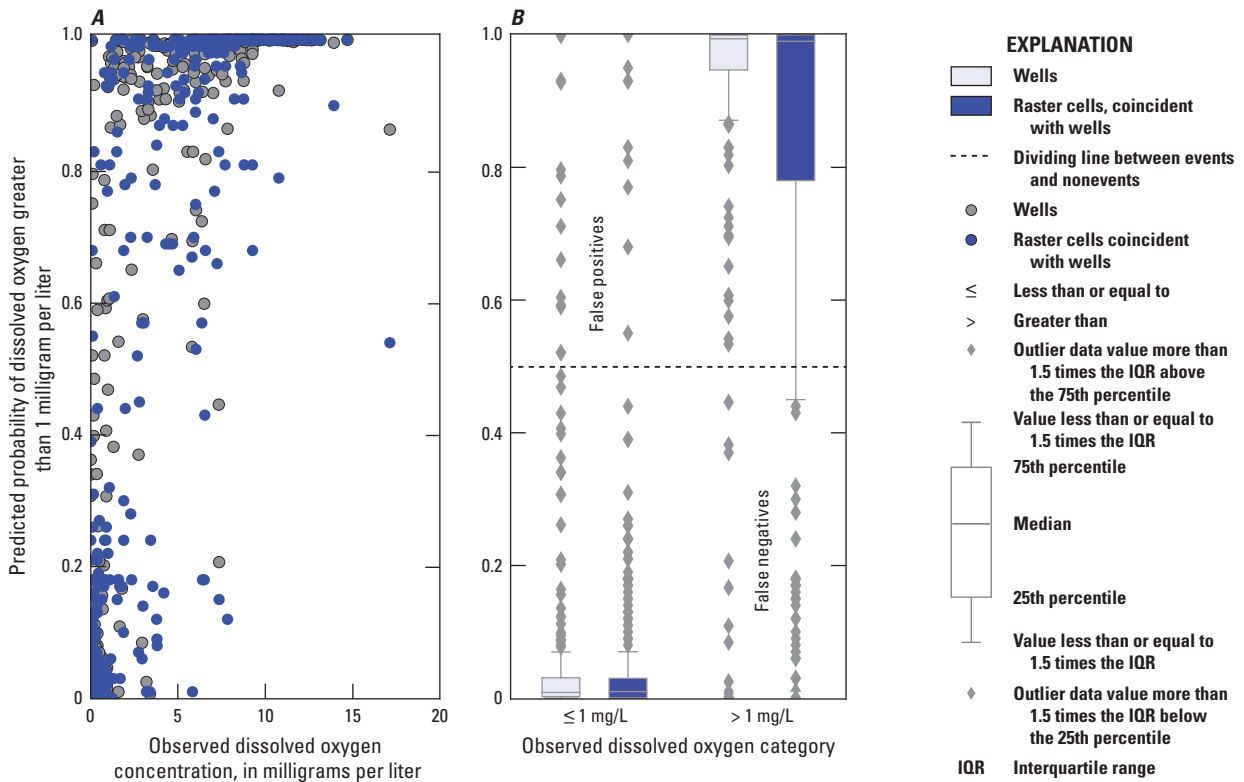 A
Predicted probability of dissolved oxygen greater
than 1 milligram per liter
1.0
0.8
0.6
0.4
0.2
0
0
5
10
15
20
Observed dissolved oxygen
concentration, in milligrams per liter
B
1.0
0.8
0.6
0.4
0.2
0
False positives
False negatives
≤ 1 mg/L
> 1 mg/L
Observed dissolved oxygen category
EXPLANATION
Wells
Raster cells, coincident
with wells
Dividing line between events
and nonevents
Wells
Raster cells coincident
with wells
≤ Less than or equal to
> Greater than
Outlier data value more than
1.5 times the IQR above
the 75th percentile
Value less than or equal to
1.5 times the IQR
75th percentile
Median
25th percentile
Value less than or equal to
1.5 times the IQR
Outlier data value more than
1.5 times the IQR below
the 25th percentile
IQR Interquartile range